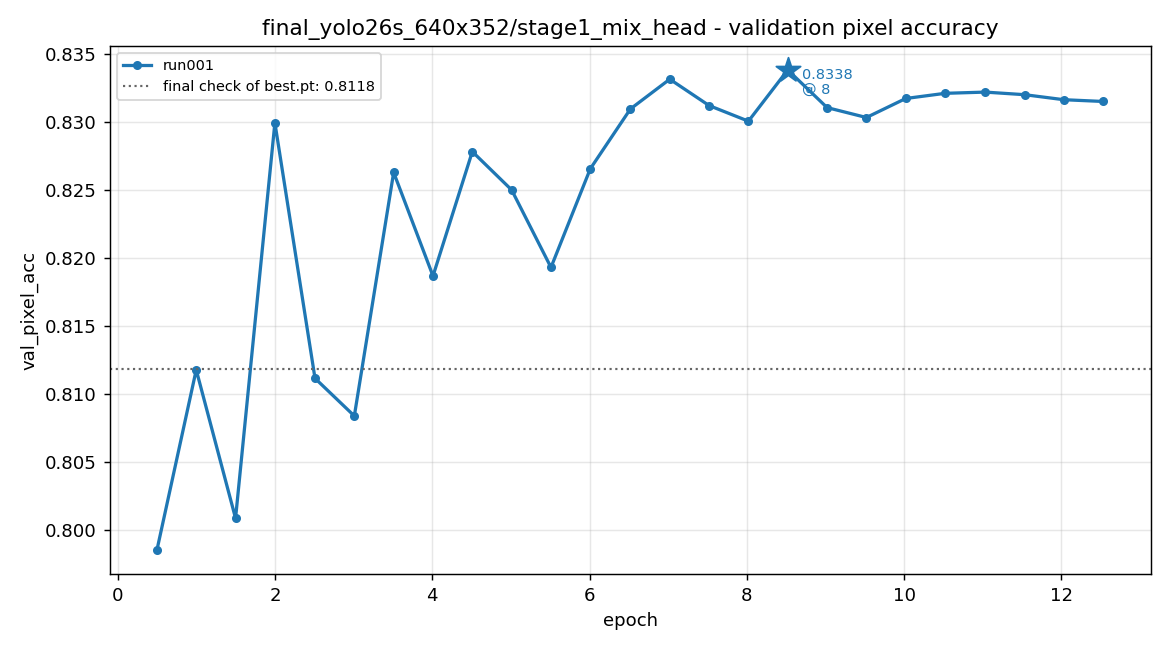 final_yolo26s_640x352/stage1_mix_head - validation pixel accuracy
run001
final check of best.pt: 0.8118
0.8338
@ 8
val_pixel_acc
0.835
0.830
0.825
0.820
0.815
0.810
0.805
0.800
0 2 4 6 8 10 12
epoch